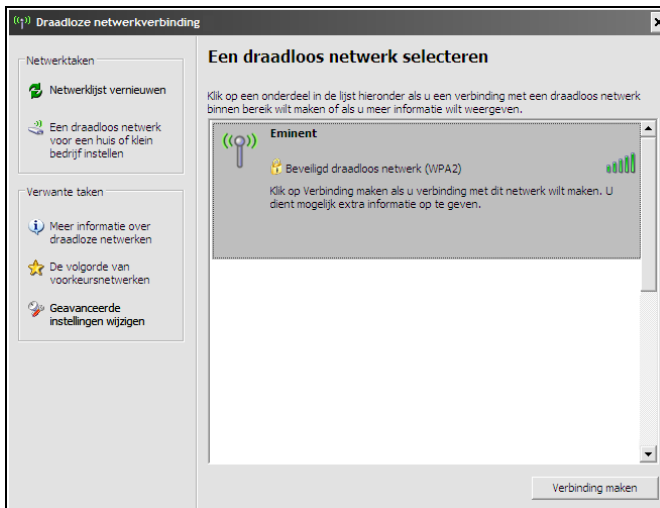 Draadloze netwerkverbinding
Netwerktaken
Netwerklijst vernieuwen
Een draadloos netwerk
voor een huis of klein
bedrijf instellen
Verwante taken
Meer informatie over
draadloze netwerken
De volgorde van
voorkeursnetwerken
Geavanceerde
instellingen wijzigen
Een draadloos netwerk selecteren
Klik op een onderdeel in de lijst hieronder als u een verbinding met een draadloos netwerk
binnen bereik wilt maken of als u meer informatie wilt weergeven.
Eminent
Beveiligd draadloos netwerk (WPA2)
Klik op Verbinding maken als u verbinding met dit netwerk wilt maken. U
dient mogelijk extra informatie op te geven.
Verbinding maken